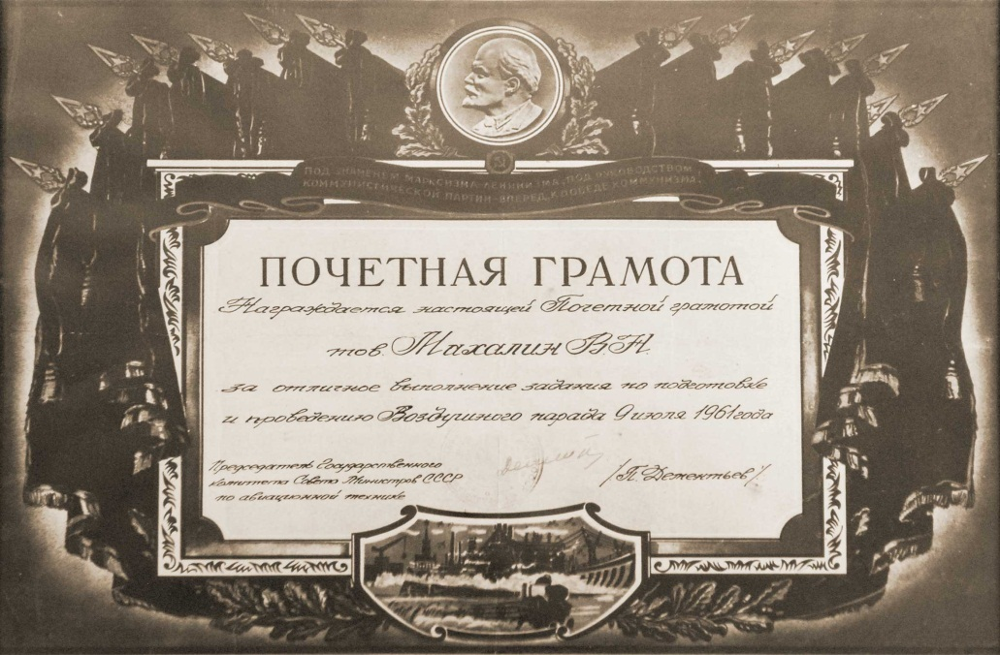 ПОД ЗНАМЕНЕМ МАРКСИЗМА-ЛЕНИНИЗМА, ПОД РУКОВОДСТВОМ
КОММУНИСТИЧЕСКОЙ ПАРТИИ - ВПЕРЕД, К ПОБЕДЕ КОММУНИЗМА!
ПОЧЕТНАЯ ГРАМОТА
Награждается настоящей Почетной грамотой
тов. Махалин В.Н.
за отличное выполнение задания по подготовке
и проведению Воздушного парада 9 июля 1961 года
Председатель Государственного
комитета Совета Министров СССР
по авиационной технике
/П. Дементьев/